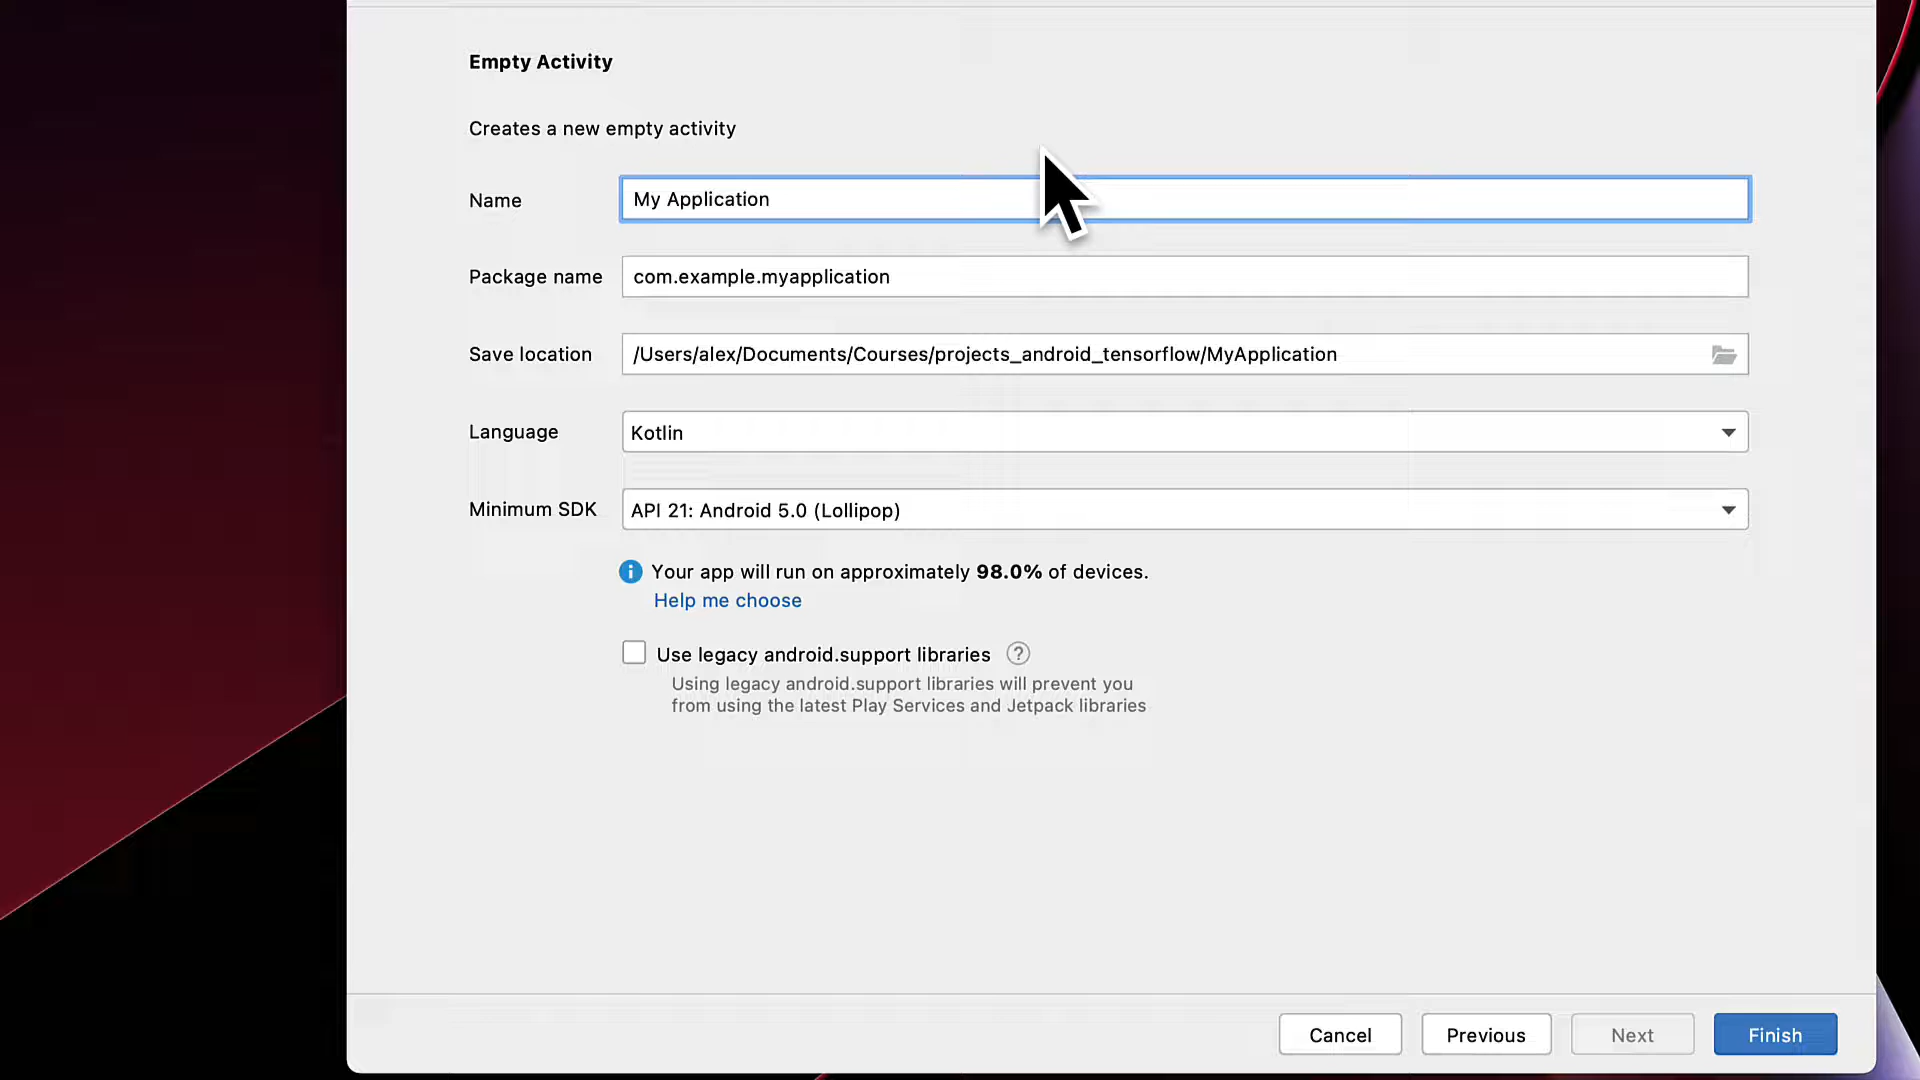 Empty Activity
Creates a new empty activity
Name My Application
Package name com.example.myapplication
Save location /Users/alex/Documents/Courses/projects_android_tensorflow/MyApplication
Language Kotlin
Minimum SDK API 21: Android 5.0 (Lollipop)
i Your app will run on approximately 98.0% of devices.
Help me choose
Use legacy android.support libraries ?
Using legacy android.support libraries will prevent you
from using the latest Play Services and Jetpack libraries
Cancel Previous Next Finish